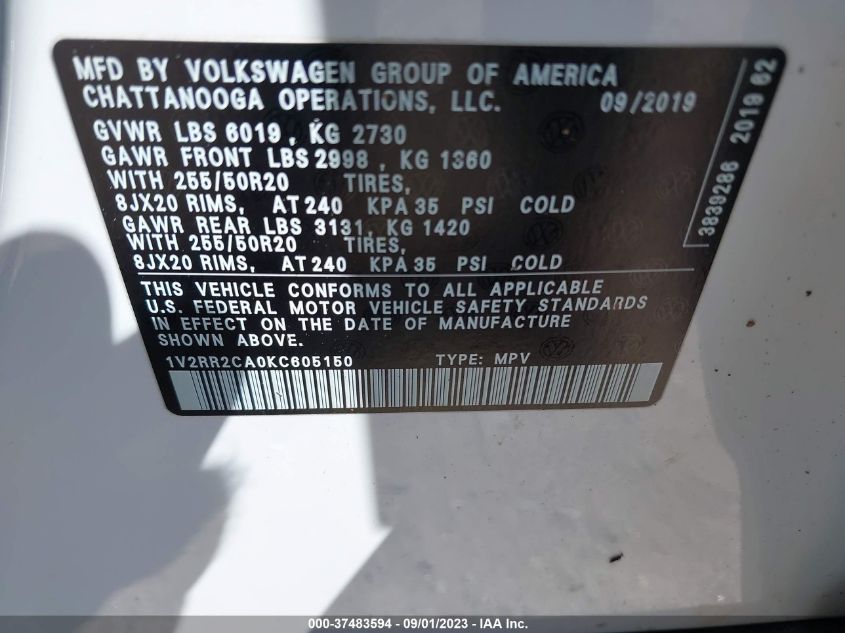 MFD BY VOLKSWAGEN GROUP OF AMERICA
CHATTANOOGA OPERATIONS, LLC. 09/2019
GVWR LBS 6019, KG 2730
GAWR FRONT LBS 2998, KG 1360
WITH 255/50R20 TIRES,
8JX20 RIMS, AT 240 KPA 35 PSI COLD
GAWR REAR LBS 3131, KG 1420
WITH 255/50R20 TIRES,
8JX20 RIMS, AT 240 KPA 35 PSI COLD
THIS VEHICLE CONFORMS TO ALL APPLICABLE
U.S. FEDERAL MOTOR VEHICLE SAFETY STANDARDS
IN EFFECT ON THE DATE OF MANUFACTURE
SHOWN ABOVE.
1V2RR2CA0KC605150 TYPE: MPV
3839286 2019 62
000-37483594 - 09/01/2023 - IAA Inc.